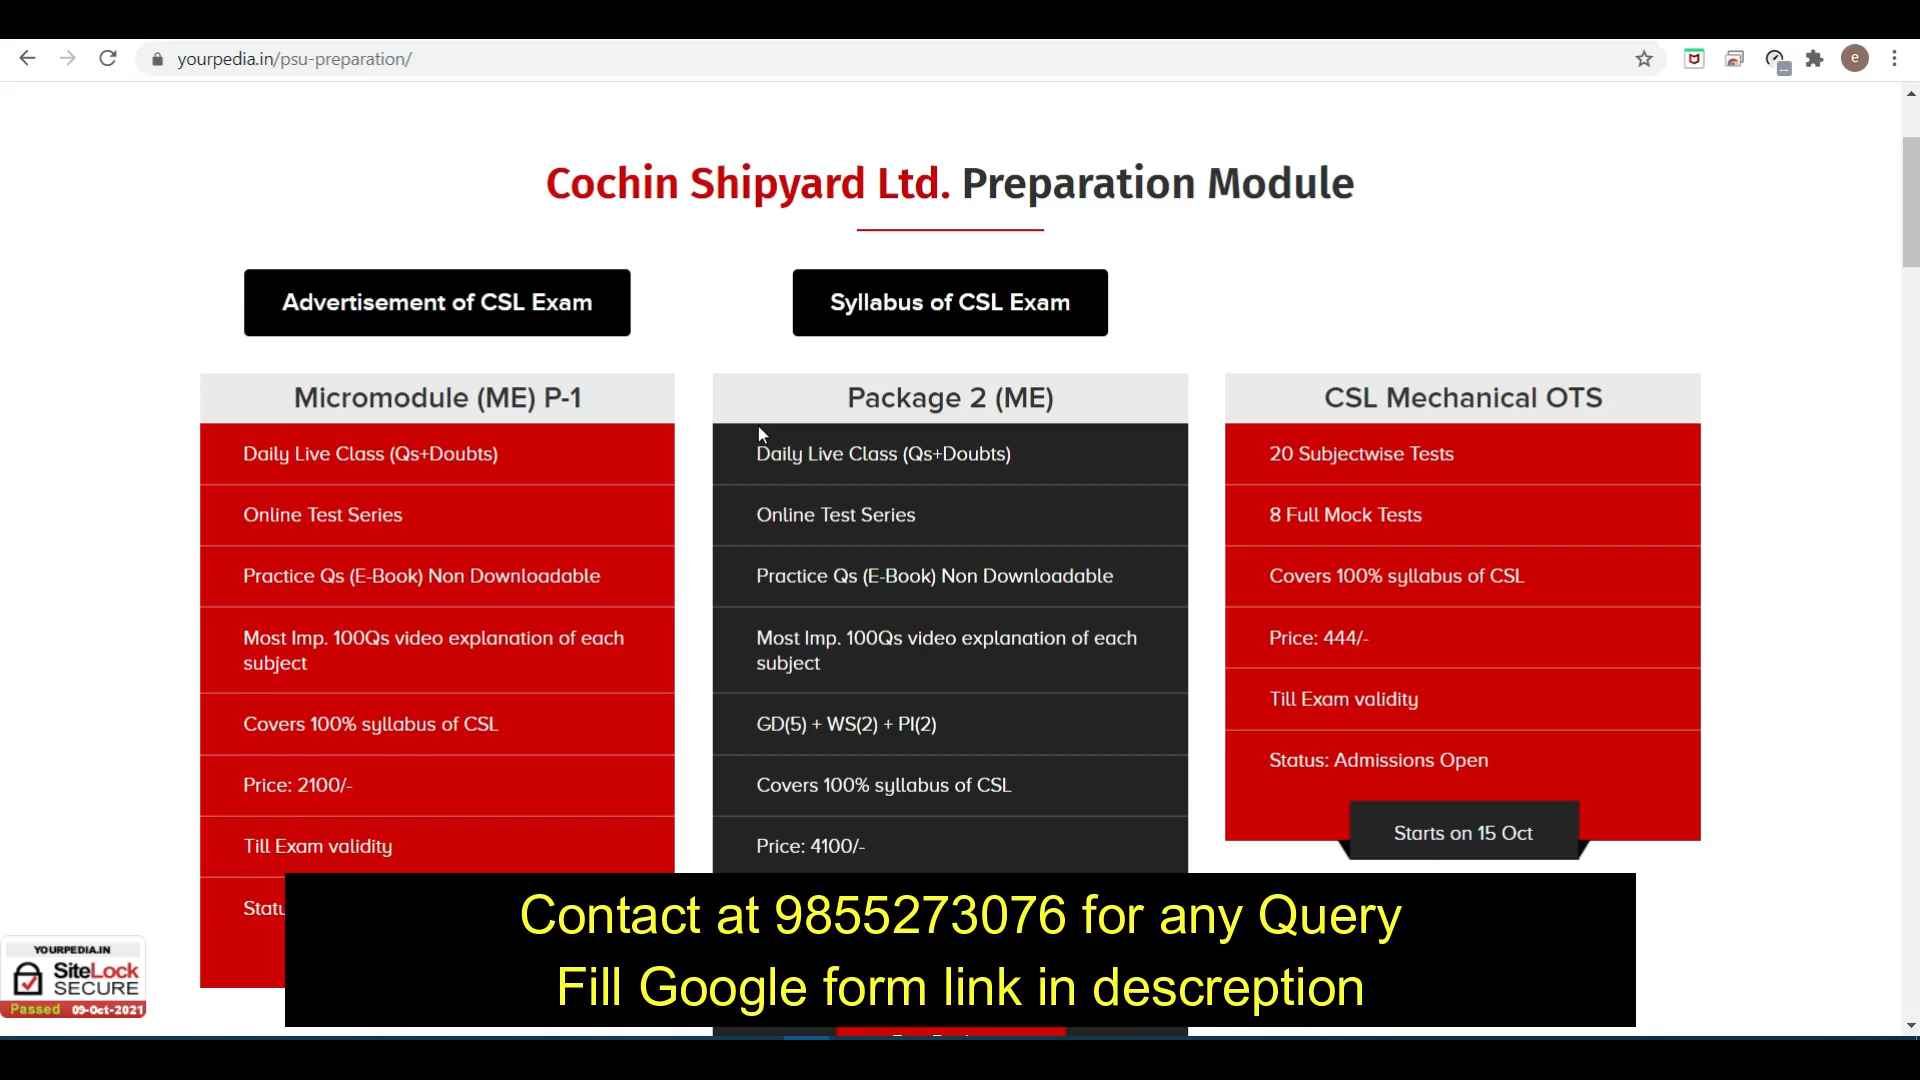 yourpedia.in/psu-preparation/
e
Cochin Shipyard Ltd. Preparation Module
Advertisement of CSL Exam
Syllabus of CSL Exam
Micromodule (ME) P-1
Daily Live Class (Qs+Doubts)
Online Test Series
Practice Qs (E-Book) Non Downloadable
Most Imp. 100Qs video explanation of each
subject
Covers 100% syllabus of CSL
Price: 2100/-
Till Exam validity
Package 2 (ME)
Daily Live Class (Qs+Doubts)
Online Test Series
Practice Qs (E-Book) Non Downloadable
Most Imp. 100Qs video explanation of each
subject
GD(5) + WS(2) + PI(2)
Covers 100% syllabus of CSL
Price: 4100/-
CSL Mechanical OTS
20 Subjectwise Tests
8 Full Mock Tests
Covers 100% syllabus of CSL
Price: 444/-
Till Exam validity
Status: Admissions Open
Starts on 15 Oct
Contact at 9855273076 for any Query
Fill Google form link in descreption
YOURPEDIA.IN
SiteLock
SECURE
Passed 09-Oct-2021